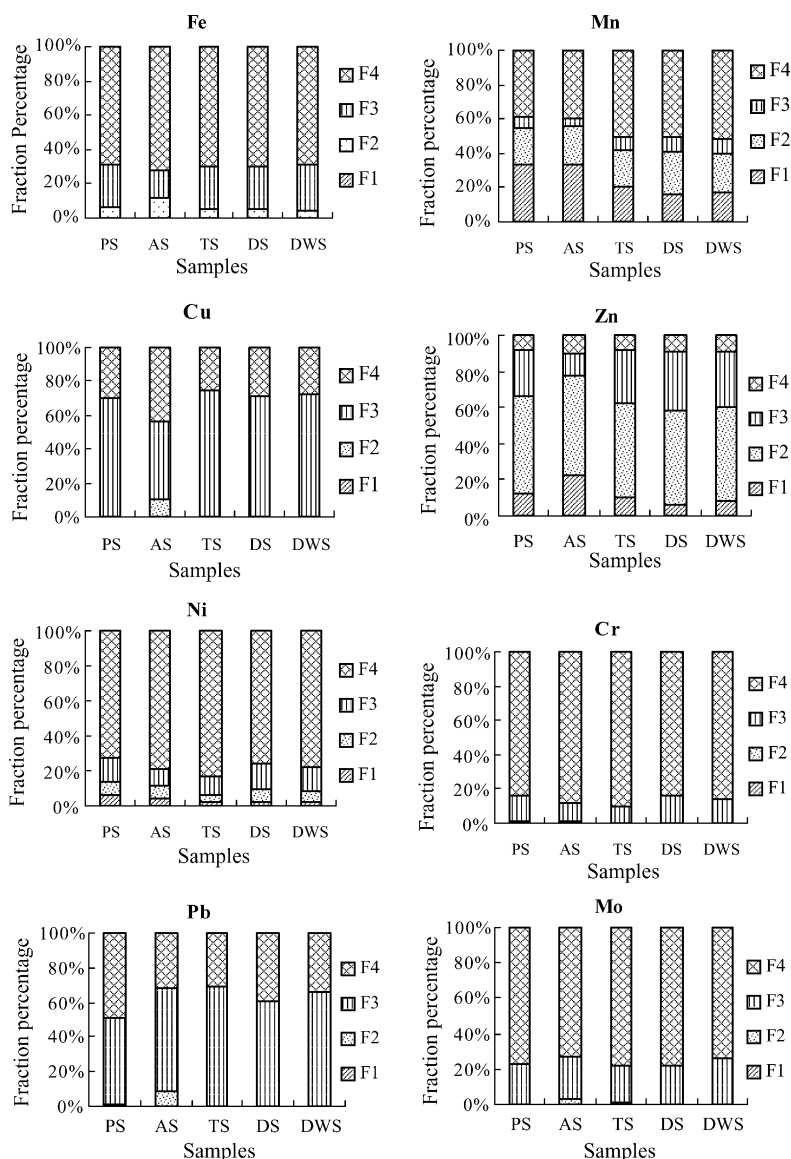 Fe
Fraction Percentage
100%
80%
60%
40%
20%
0%
PS AS TS DS DWS
Samples
F4
F3
F2
F1
Mn
Fraction percentage
100%
80%
60%
40%
20%
0%
PS AS TS DS DWS
Samples
F4
F3
F2
F1
Cu
Fraction percentage
100%
80%
60%
40%
20%
0%
PS AS TS DS DWS
Samples
F4
F3
F2
F1
Zn
Fraction percentage
100%
80%
60%
40%
20%
0%
PS AS TS DS DWS
Samples
F4
F3
F2
F1
Ni
Fraction percentage
100%
80%
60%
40%
20%
0%
PS AS TS DS DWS
Samples
F4
F3
F2
F1
Cr
Fraction percentage
100%
80%
60%
40%
20%
0%
PS AS TS DS DWS
Samples
F4
F3
F2
F1
Pb
Fraction percentage
100%
80%
60%
40%
20%
0%
PS AS TS DS DWS
Samples
F4
F3
F2
F1
Mo
Fraction percentage
100%
80%
60%
40%
20%
0%
PS AS TS DS DWS
Samples
F4
F3
F2
F1